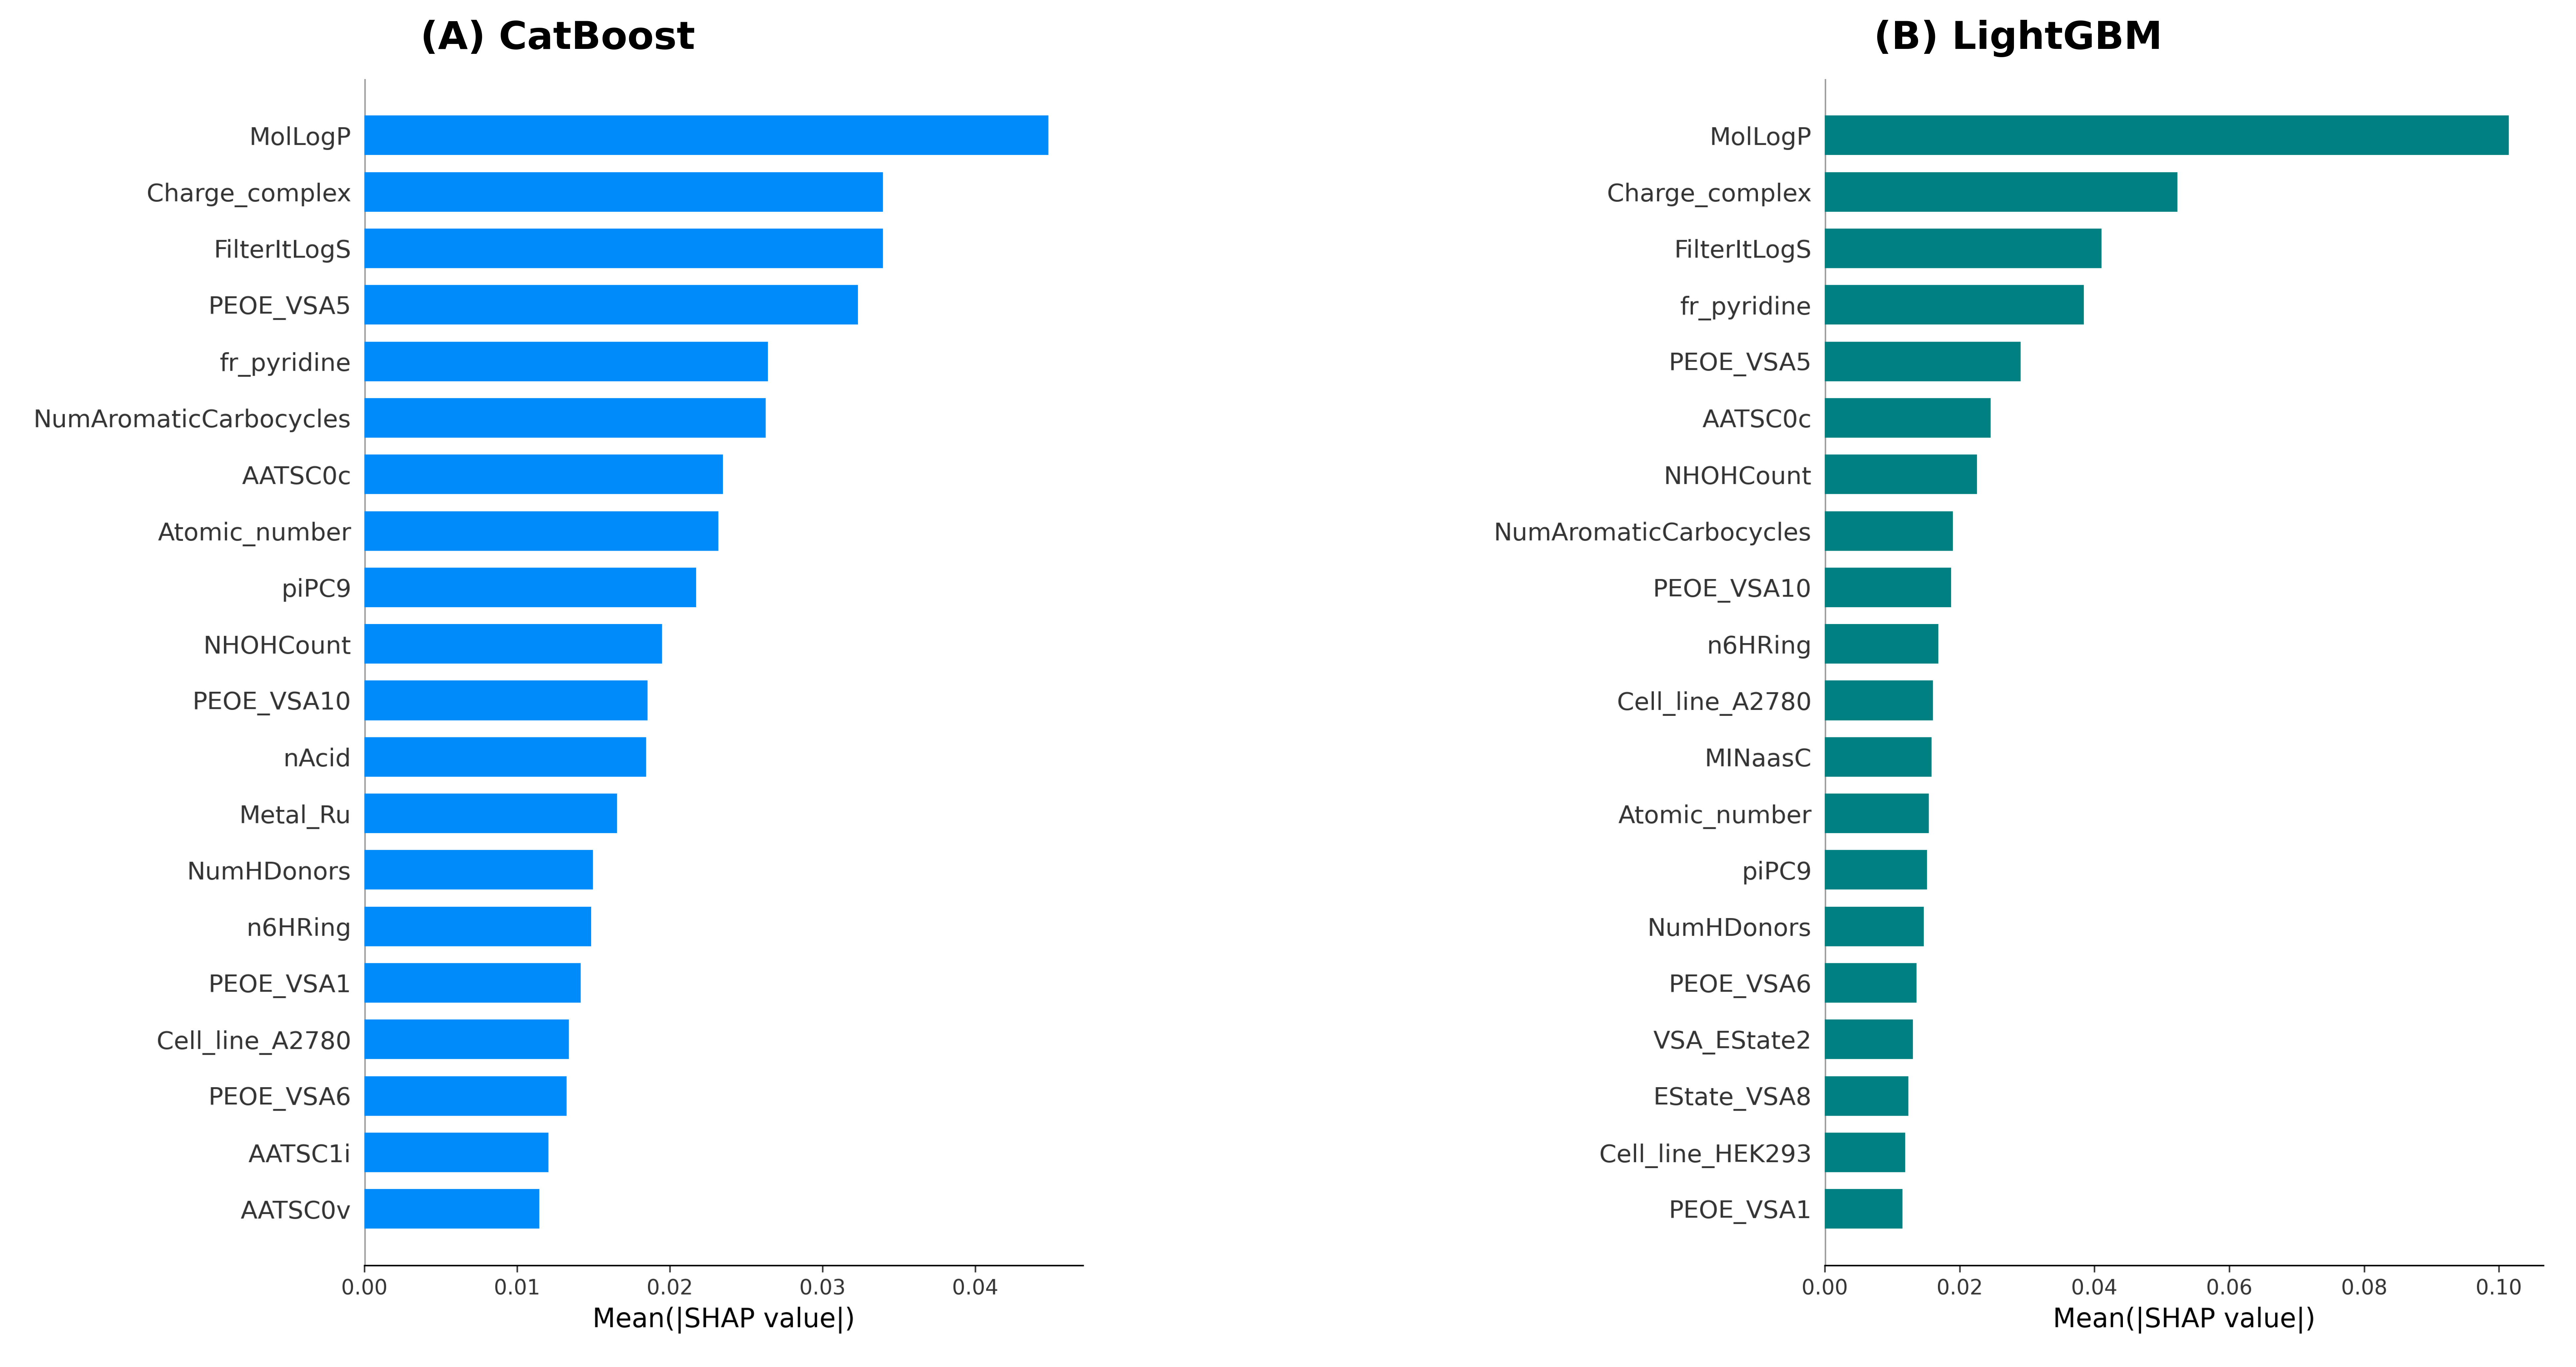 (A) CatBoost
MolLogP
Charge_complex
FilterItLogS
PEOE_VSA5
fr_pyridine
NumAromaticCarbocycles
AATSC0c
Atomic_number
piPC9
NHOHCount
PEOE_VSA10
nAcid
Metal_Ru
NumHDonors
n6HRing
PEOE_VSA1
Cell_line_A2780
PEOE_VSA6
AATSC1i
AATSC0v
0.00 0.01 0.02 0.03 0.04
Mean(|SHAP value|)
(B) LightGBM
MolLogP
Charge_complex
FilterItLogS
fr_pyridine
PEOE_VSA5
AATSC0c
NHOHCount
NumAromaticCarbocycles
PEOE_VSA10
n6HRing
Cell_line_A2780
MINaasC
Atomic_number
piPC9
NumHDonors
PEOE_VSA6
VSA_EState2
EState_VSA8
Cell_line_HEK293
PEOE_VSA1
0.00 0.02 0.04 0.06 0.08 0.10
Mean(|SHAP value|)